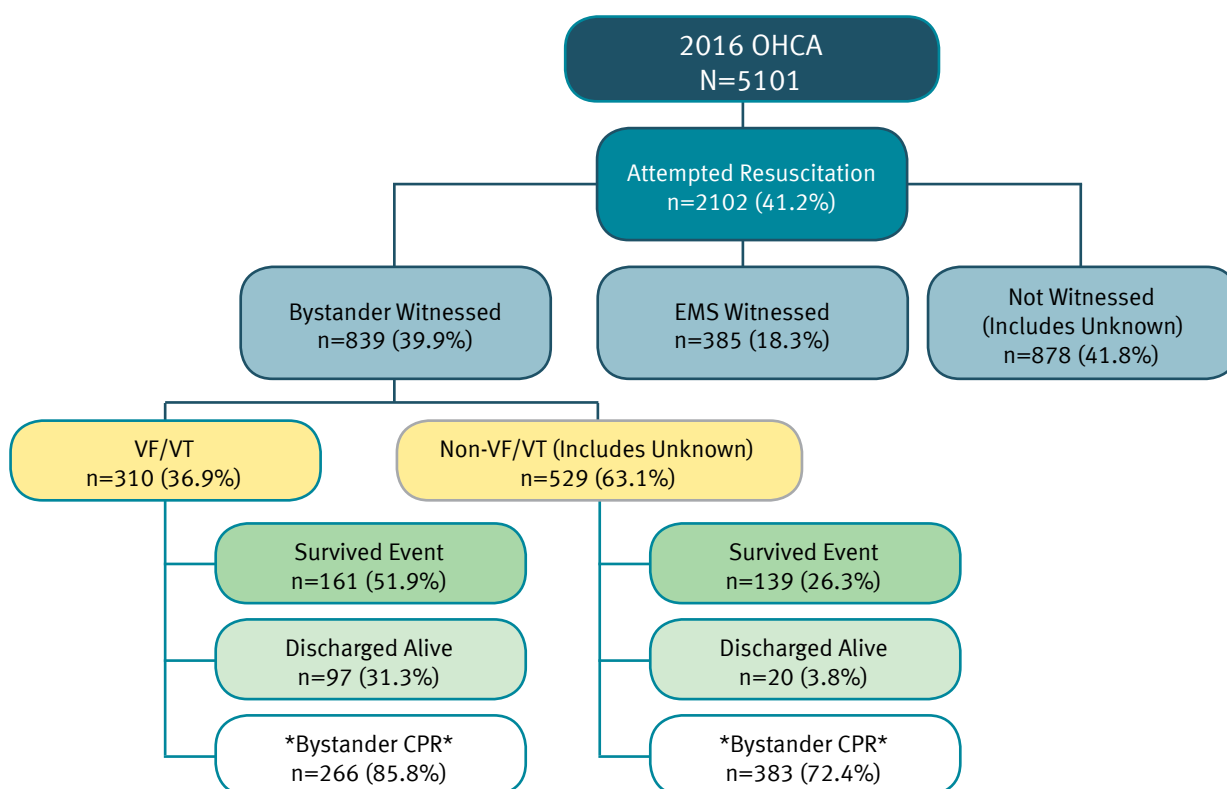 2016 OHCA
N=5101
Attempted Resuscitation
n=2102 (41.2%)
Bystander Witnessed
n=839 (39.9%)
EMS Witnessed
n=385 (18.3%)
Not Witnessed
(Includes Unknown)
n=878 (41.8%)
VF/VT
n=310 (36.9%)
Non-VF/VT (Includes Unknown)
n=529 (63.1%)
Survived Event
n=161 (51.9%)
Survived Event
n=139 (26.3%)
Discharged Alive
n=97 (31.3%)
Discharged Alive
n=20 (3.8%)
*Bystander CPR*
n=266 (85.8%)
*Bystander CPR*
n=383 (72.4%)